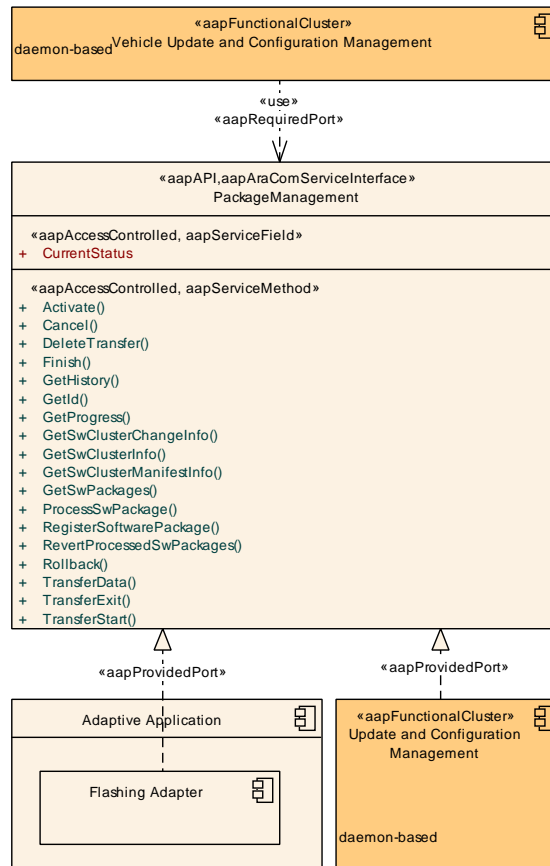 «aapFunctionalCluster»
Vehicle Update and Configuration Management
daemon-based
«use»
«aapRequiredPort»
«aapAPI,aapAraComServiceInterface»
PackageManagement
«aapAccessControlled, aapServiceField»
+ CurrentStatus
«aapAccessControlled, aapServiceMethod»
+ Activate()
+ Cancel()
+ DeleteTransfer()
+ Finish()
+ GetHistory()
+ GetId()
+ GetProgress()
+ GetSwClusterChangeInfo()
+ GetSwClusterInfo()
+ GetSwClusterManifestInfo()
+ GetSwPackages()
+ ProcessSwPackage()
+ RegisterSoftwarePackage()
+ RevertProcessedSwPackages()
+ Rollback()
+ TransferData()
+ TransferExit()
+ TransferStart()
«aapProvidedPort»
«aapProvidedPort»
Adaptive Application
Flashing Adapter
«aapFunctionalCluster»
Update and Configuration
Management
daemon-based